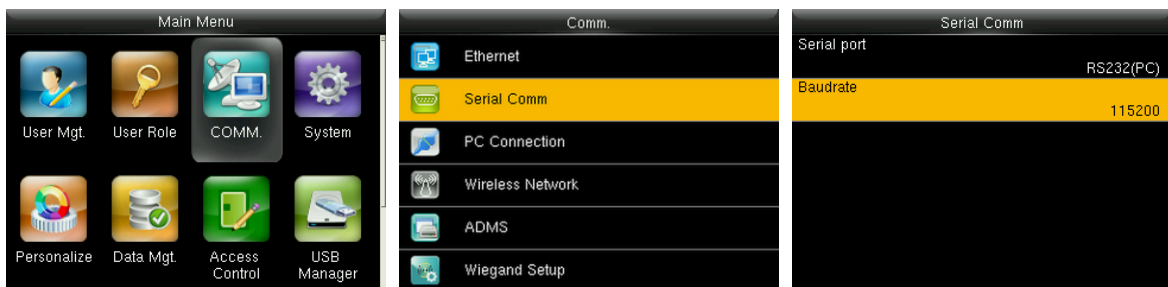 Main Menu
User Mgt.
User Role
COMM.
System
Personalize
Data Mgt.
Access
Control
USB
Manager
Comm.
Ethernet
Serial Comm
PC Connection
Wireless Network
ADMS
Wiegand Setup
Serial Comm
Serial port
RS232(PC)
Baudrate
115200